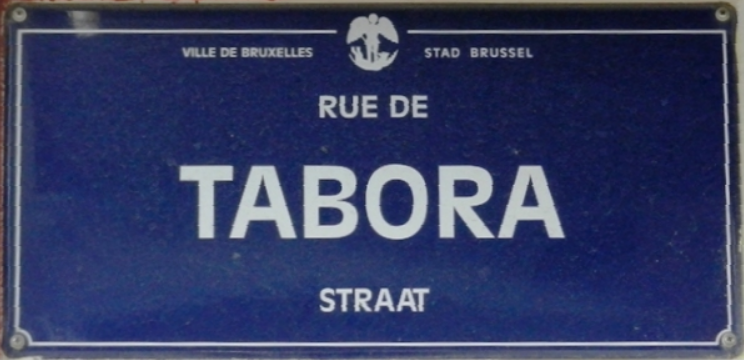 VILLE DE BRUXELLES STAD BRUSSEL
RUE DE
TABORA
STRAAT